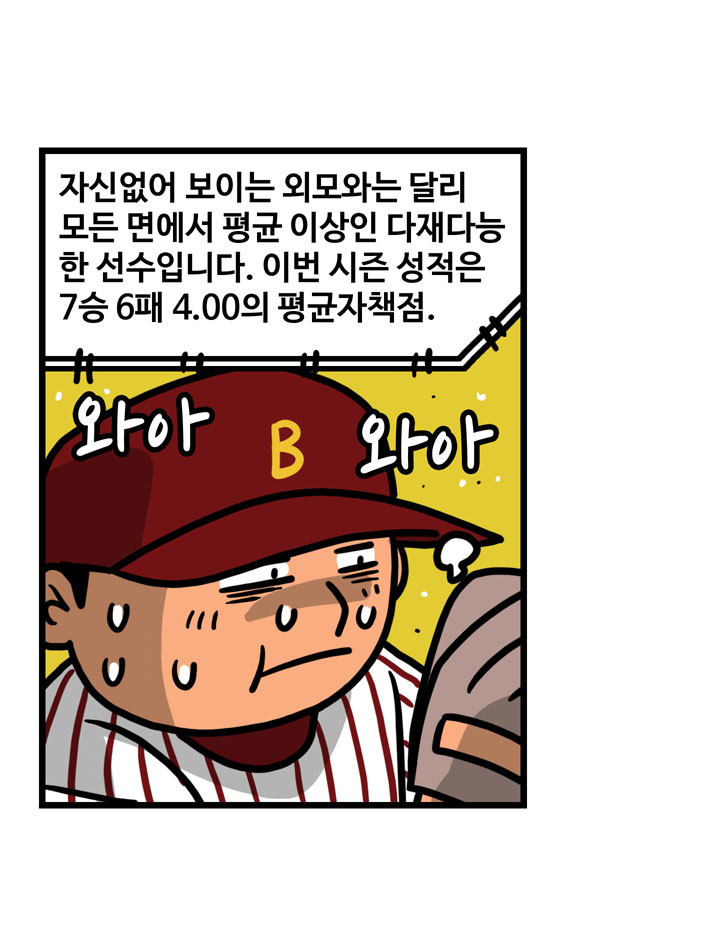 자신없어 보이는 외모와는 달리
모든 면에서 평균 이상인 다재다능
한 선수입니다. 이번 시즌 성적은
7승 6패 4.00의 평균자책점.
와아
B
와아